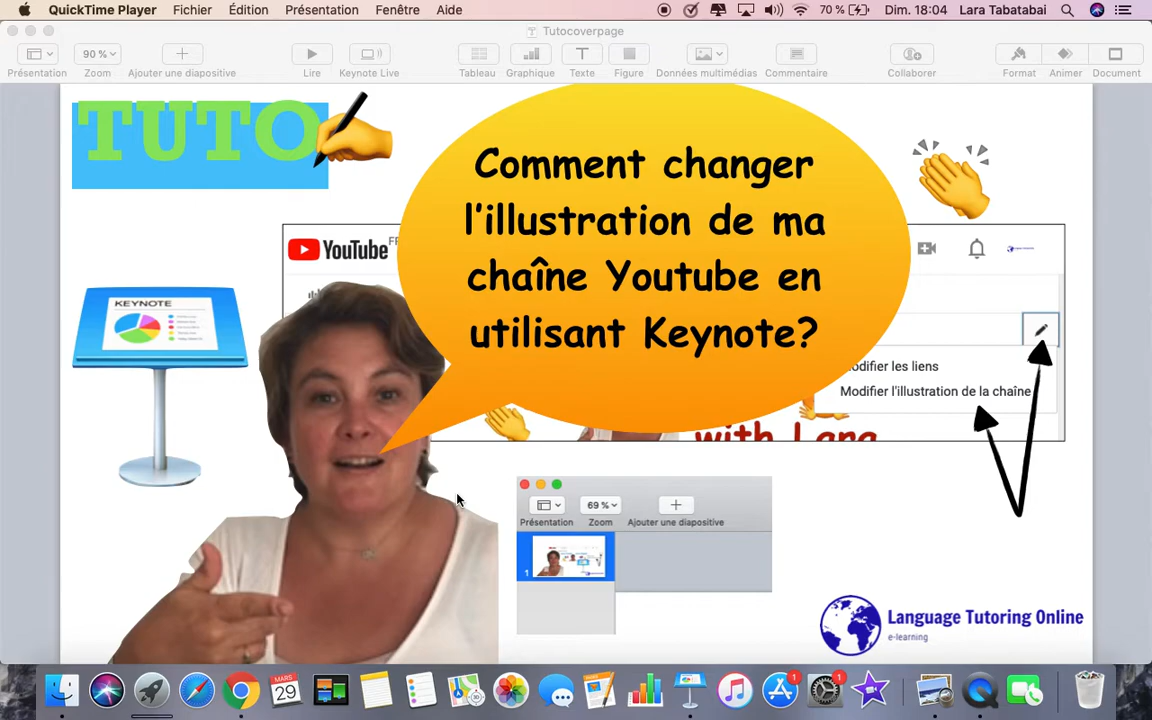 QuickTime Player Fichier Édition Présentation Fenêtre Aide 70 % Dim. 18:04 Lara Tabatabai
Tutocoverpage
90 %
Présentation Zoom Ajouter une diapositive Lire Keynote Live Tableau Graphique Texte Figure Données multimédias Commentaire Collaborer Format Animer Document
TUTO
Comment changer
l'illustration de ma
chaîne Youtube en
utilisant Keynote?
YouTube
KEYNOTE
odifier les liens
Modifier l'illustration de la chaîne
with Lara
69 %
Présentation Zoom Ajouter une diapositive
1
Language Tutoring Online
e-learning
MARS
29
1
1